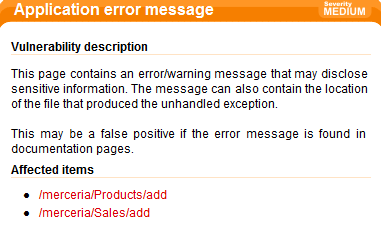 Application error message
Severity
MEDIUM
Vulnerability description
This page contains an error/warning message that may disclose
sensitive information. The message can also contain the location
of the file that produced the unhandled exception.
This may be a false positive if the error message is found in
documentation pages.
Affected items
/merceria/Products/add
/merceria/Sales/add